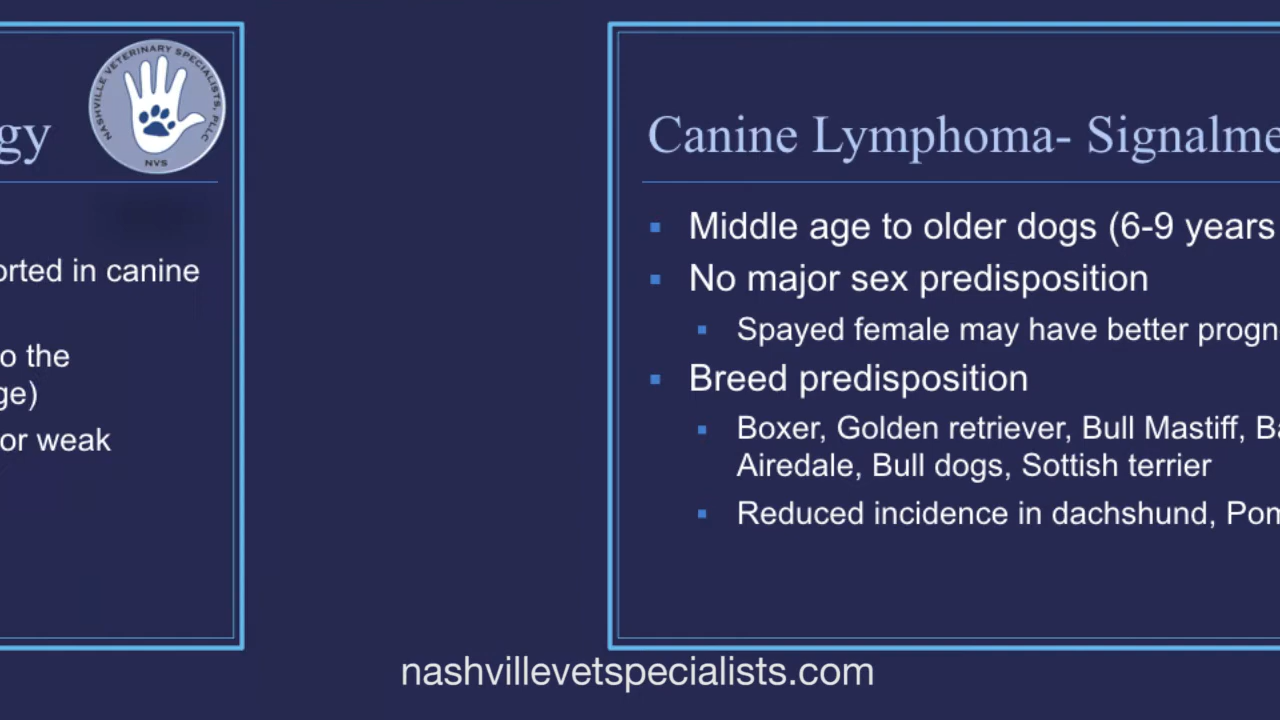 gy
NASHVILLE VETERINARY SPECIALISTS, PLLC
NVS
orted in canine
o the
ge)
or weak
Canine Lymphoma- Signalme
Middle age to older dogs (6-9 years
No major sex predisposition
Spayed female may have better progn
Breed predisposition
Boxer, Golden retriever, Bull Mastiff, Ba
Airedale, Bull dogs, Sottish terrier
Reduced incidence in dachshund, Pom
nashvillevetspecialists.com